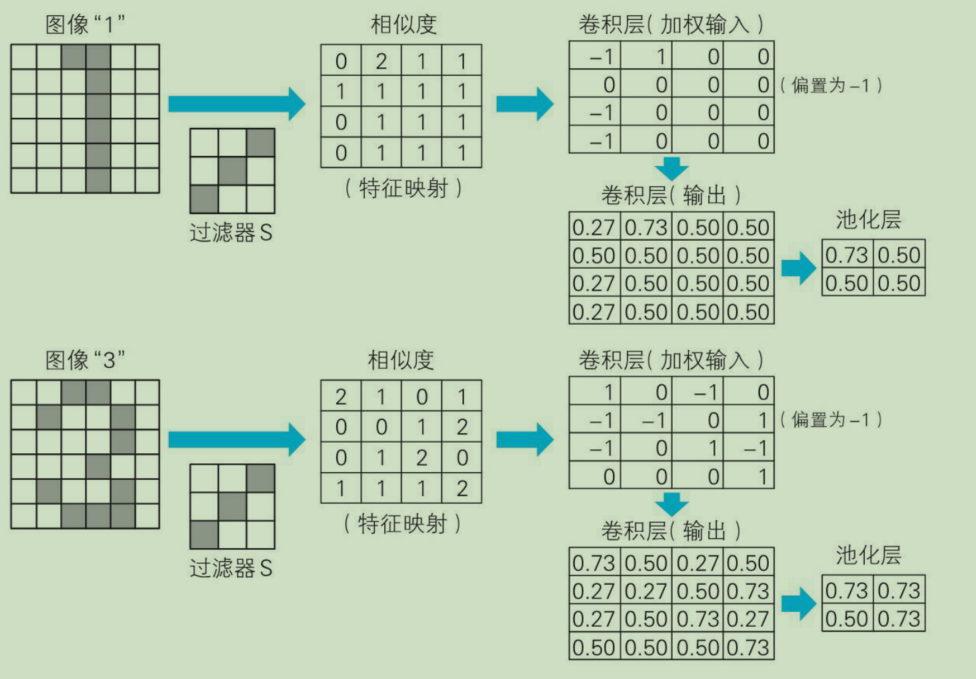 图像“1”
相似度
卷积层(加权输入)
0 2 1 1
1 1 1 1
0 1 1 1
0 1 1 1
(特征映射)
过滤器S
-1 1 0 0
0 0 0 0
-1 0 0 0
-1 0 0 0
(偏置为-1)
卷积层(输出)
0.27 0.73 0.50 0.50
0.50 0.50 0.50 0.50
0.27 0.50 0.50 0.50
0.27 0.50 0.50 0.50
池化层
0.73 0.50
0.50 0.50
图像“3”
相似度
卷积层(加权输入)
2 1 0 1
0 0 1 2
0 1 2 0
1 1 1 2
(特征映射)
过滤器S
1 0 -1 0
-1 -1 0 1
-1 0 1 -1
0 0 0 1
(偏置为-1)
卷积层(输出)
0.73 0.50 0.27 0.50
0.27 0.27 0.50 0.73
0.27 0.50 0.73 0.27
0.50 0.50 0.50 0.73
池化层
0.73 0.73
0.50 0.73